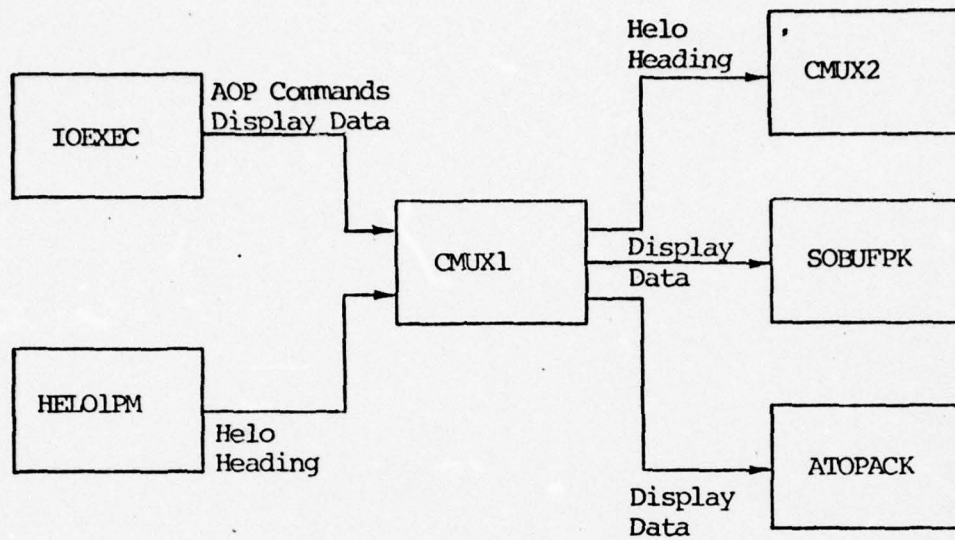 Helo
Heading
CMUX2
AOP Commands
Display Data
IOEXEC
CMUX1
Display
Data
SOBUFPK
HELO1PM
Helo
Heading
ATOPACK
Display
Data